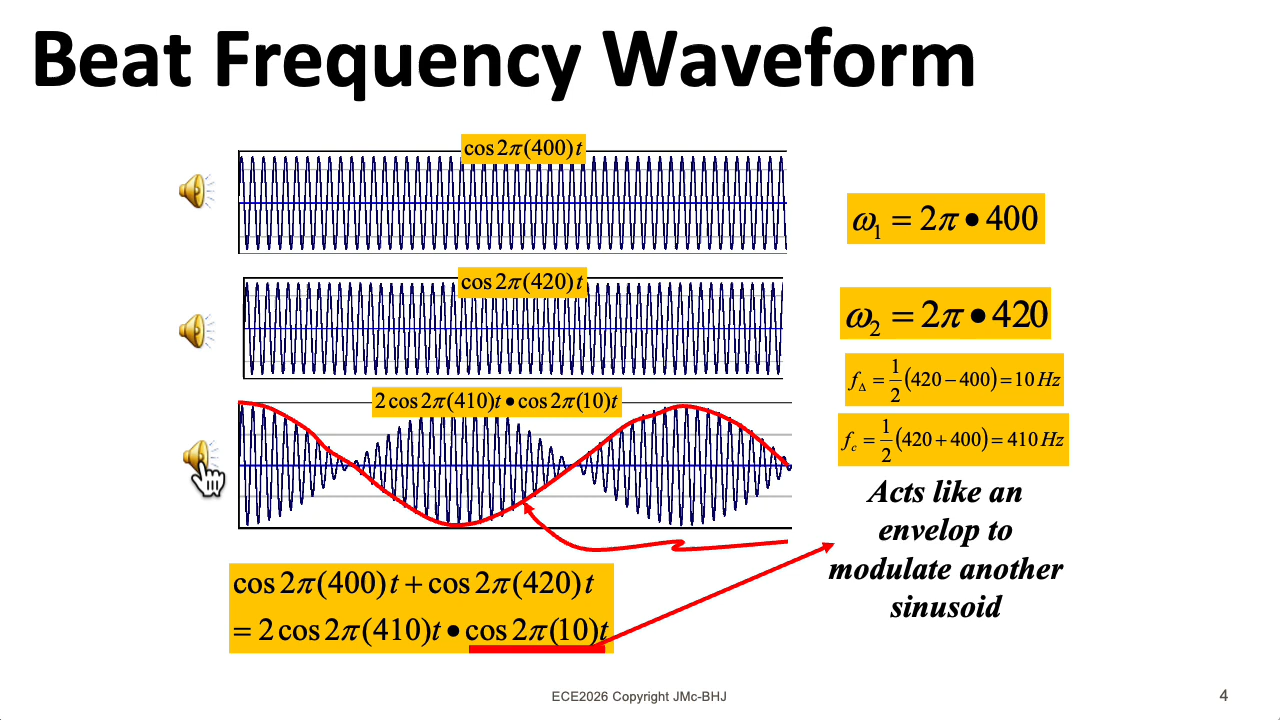 Beat Frequency Waveform
cos 2π(400)t
ω₁ = 2π • 400
cos 2π(420)t
ω₂ = 2π • 420
f_Δ = 1/2 (420 − 400) = 10 Hz
2 cos 2π(410)t • cos 2π(10)t
f_c = 1/2 (420 + 400) = 410 Hz
Acts like an
envelop to
modulate another
sinusoid
cos 2π(400)t + cos 2π(420)t
= 2 cos 2π(410)t • cos 2π(10)t
ECE2026 Copyright JMc-BHJ
4